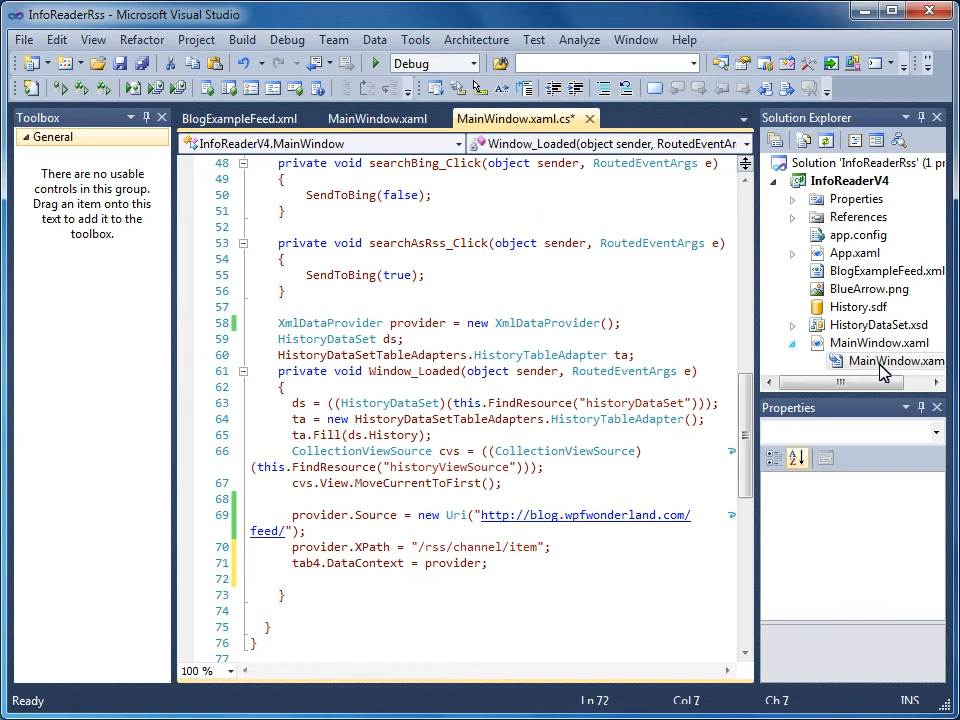 InfoReaderRss - Microsoft Visual Studio
File Edit View Refactor Project Build Debug Team Data Tools Architecture Test Analyze Window Help
Debug
Toolbox
General
There are no usable
controls in this group.
Drag an item onto this
text to add it to the
toolbox.
BlogExampleFeed.xml MainWindow.xaml MainWindow.xaml.cs*
InfoReaderV4.MainWindow Window_Loaded(object sender, RoutedEventAr
48 private void searchBing_Click(object sender, RoutedEventArgs e)
49 {
50 SendToBing(false);
51 }
52
53 private void searchAsRss_Click(object sender, RoutedEventArgs e)
54 {
55 SendToBing(true);
56 }
57
58 XmlDataProvider provider = new XmlDataProvider();
59 HistoryDataSet ds;
60 HistoryDataSetTableAdapters.HistoryTableAdapter ta;
61 private void Window_Loaded(object sender, RoutedEventArgs e)
62 {
63 ds = ((HistoryDataSet)(this.FindResource("historyDataSet")));
64 ta = new HistoryDataSetTableAdapters.HistoryTableAdapter();
65 ta.Fill(ds.History);
66 CollectionViewSource cvs = ((CollectionViewSource)
(this.FindResource("historyViewSource")));
67 cvs.View.MoveCurrentToFirst();
68
69 provider.Source = new Uri("http://blog.wpfwonderland.com/
feed/");
70 provider.XPath = "/rss/channel/item";
71 tab4.DataContext = provider;
72
73 }
74
75 }
76 }
77
100 %
Solution Explorer
Solution 'InfoReaderRss' (1 pr
InfoReaderV4
Properties
References
app.config
App.xaml
BlogExampleFeed.xml
BlueArrow.png
History.sdf
HistoryDataSet.xsd
MainWindow.xaml
MainWindow.xam
Properties
Ready Ln 72 Col 7 Ch 7 INS